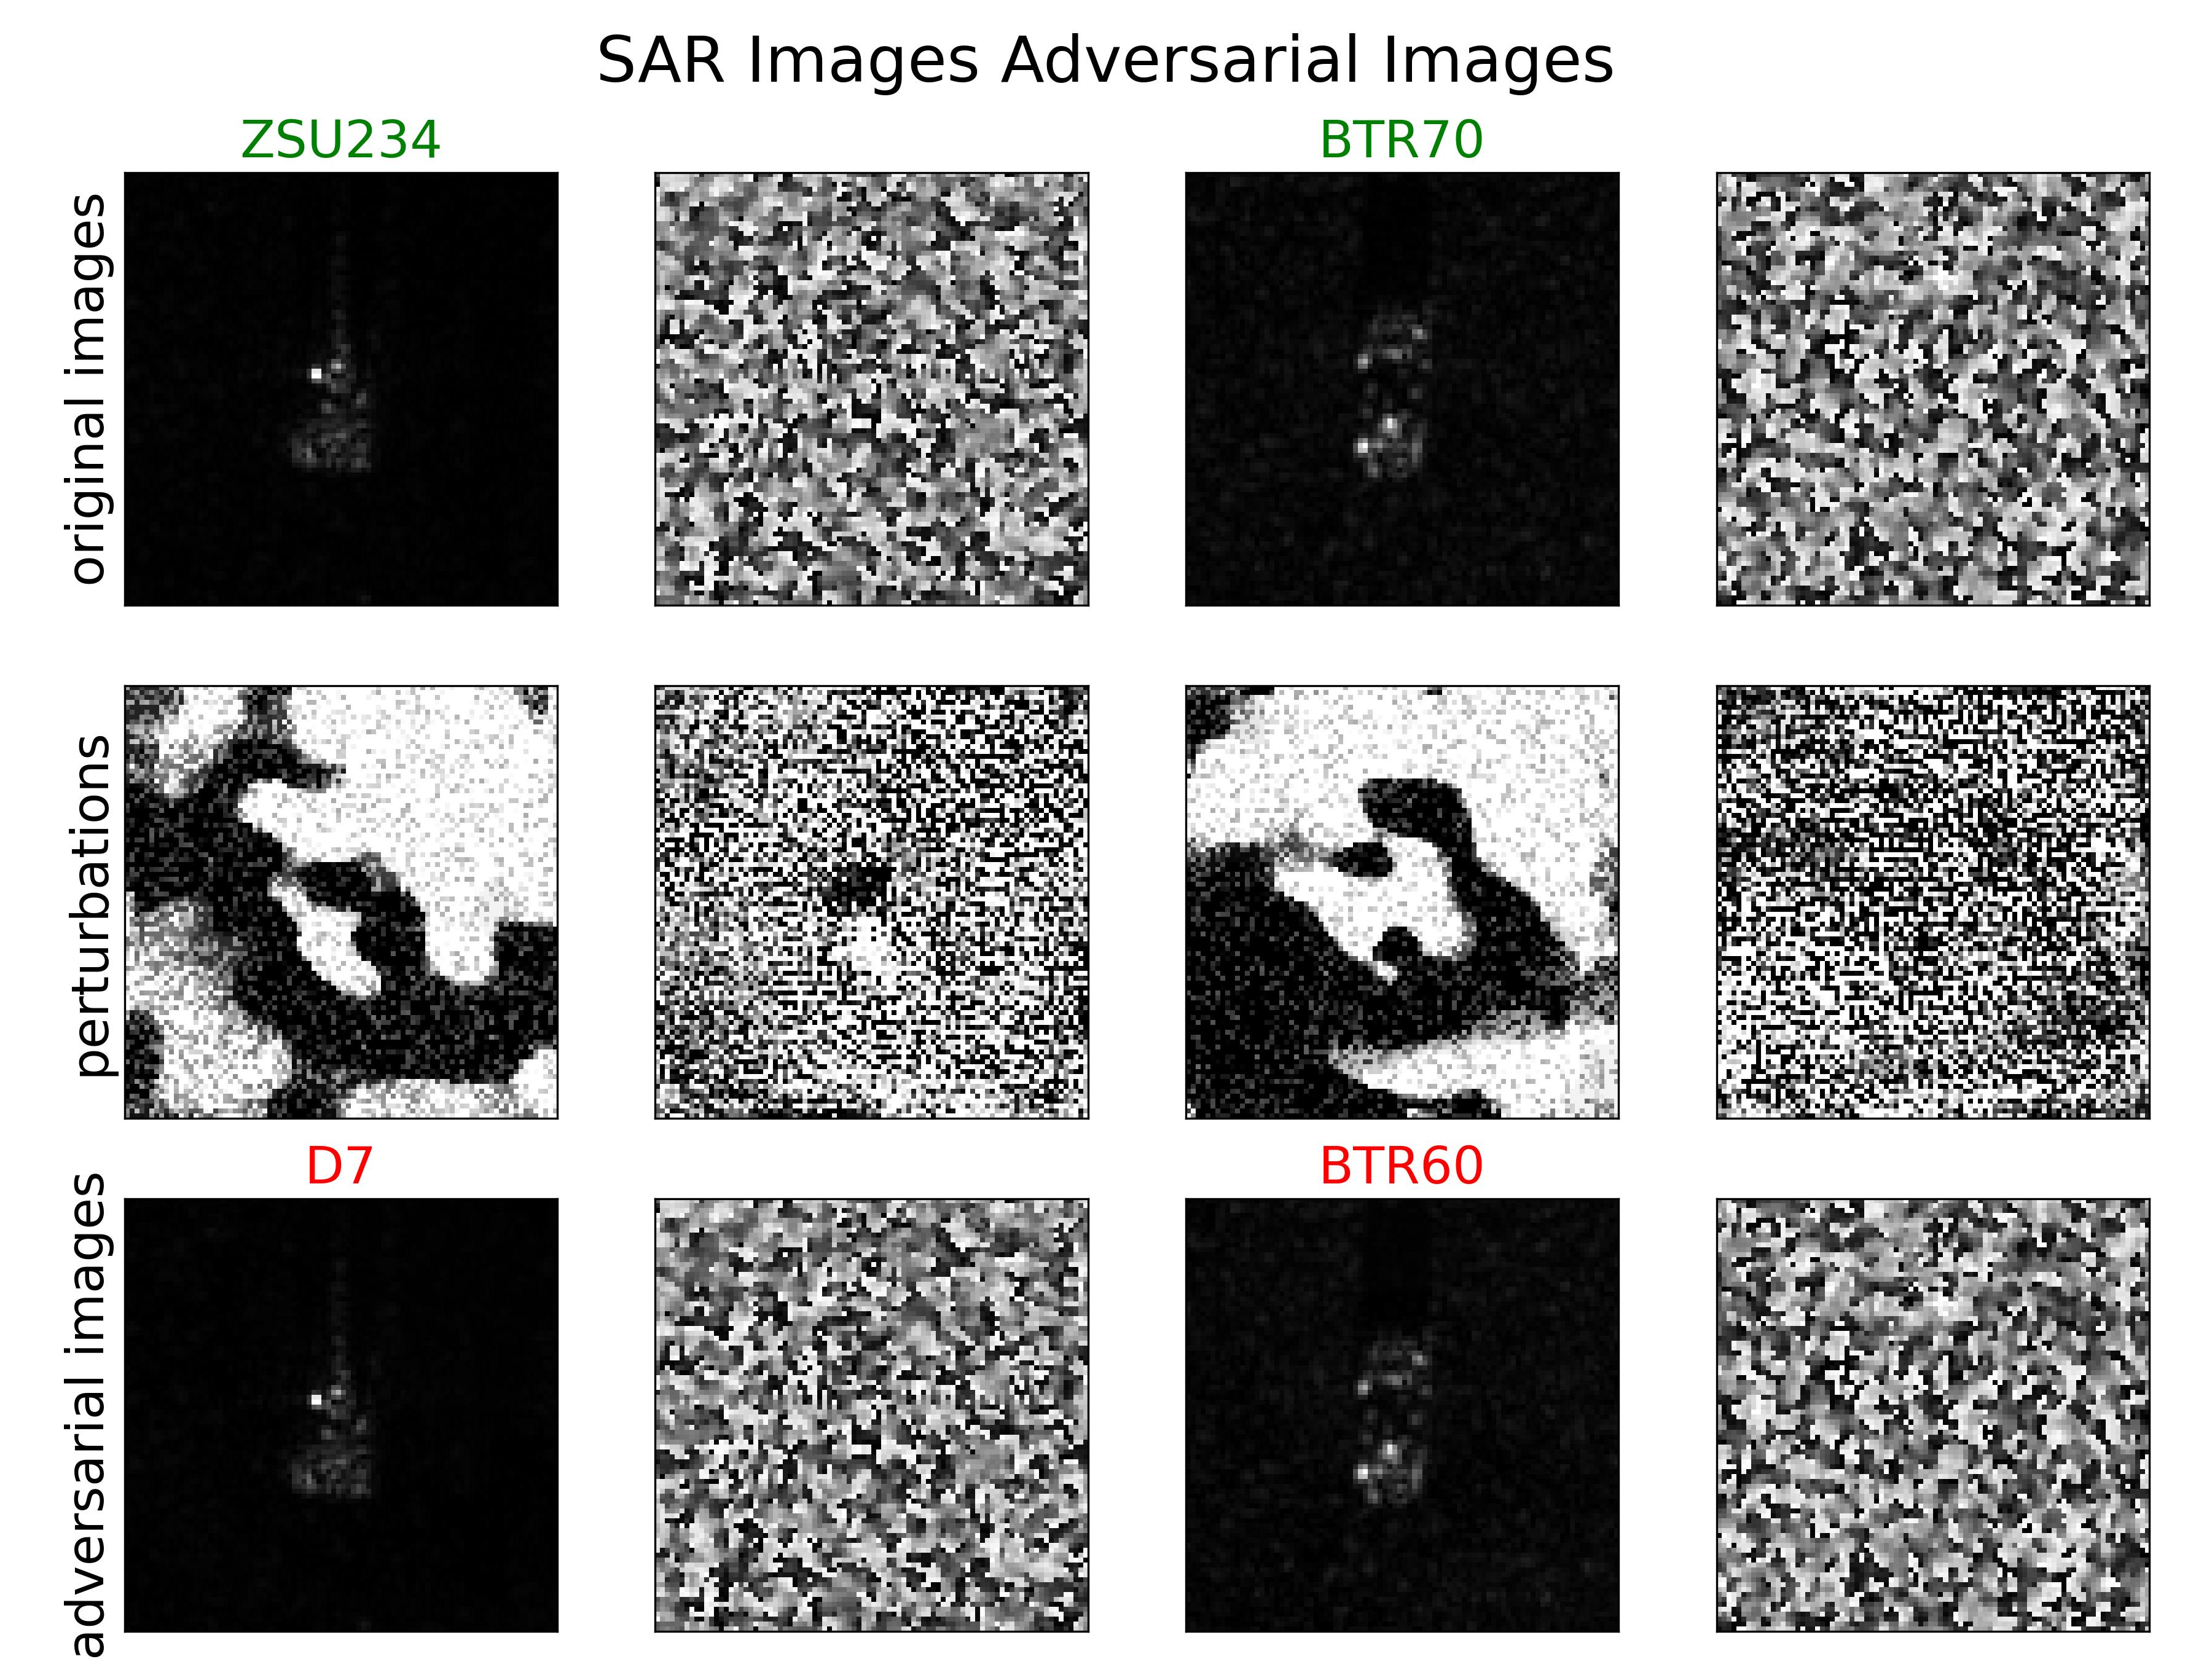 SAR Images Adversarial Images
ZSU234
BTR70
original images
perturbations
D7
BTR60
adversarial images